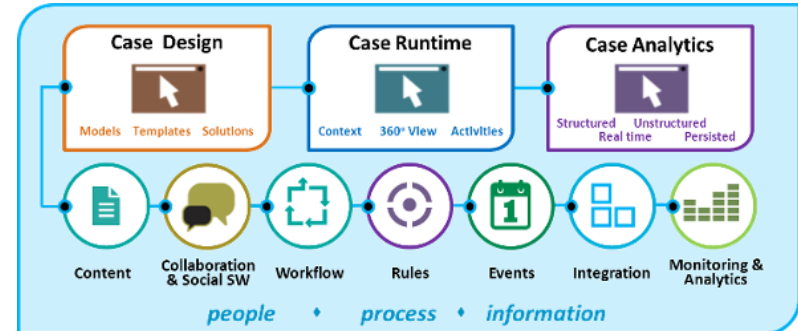 Case Design
Case Runtime
Case Analytics
Models Templates Solutions
Context 360° View Activities
Structured Unstructured
Real time Persisted
1
Content
Collaboration
& Social SW
Workflow
Rules
Events
Integration
Monitoring &
Analytics
people • process • information